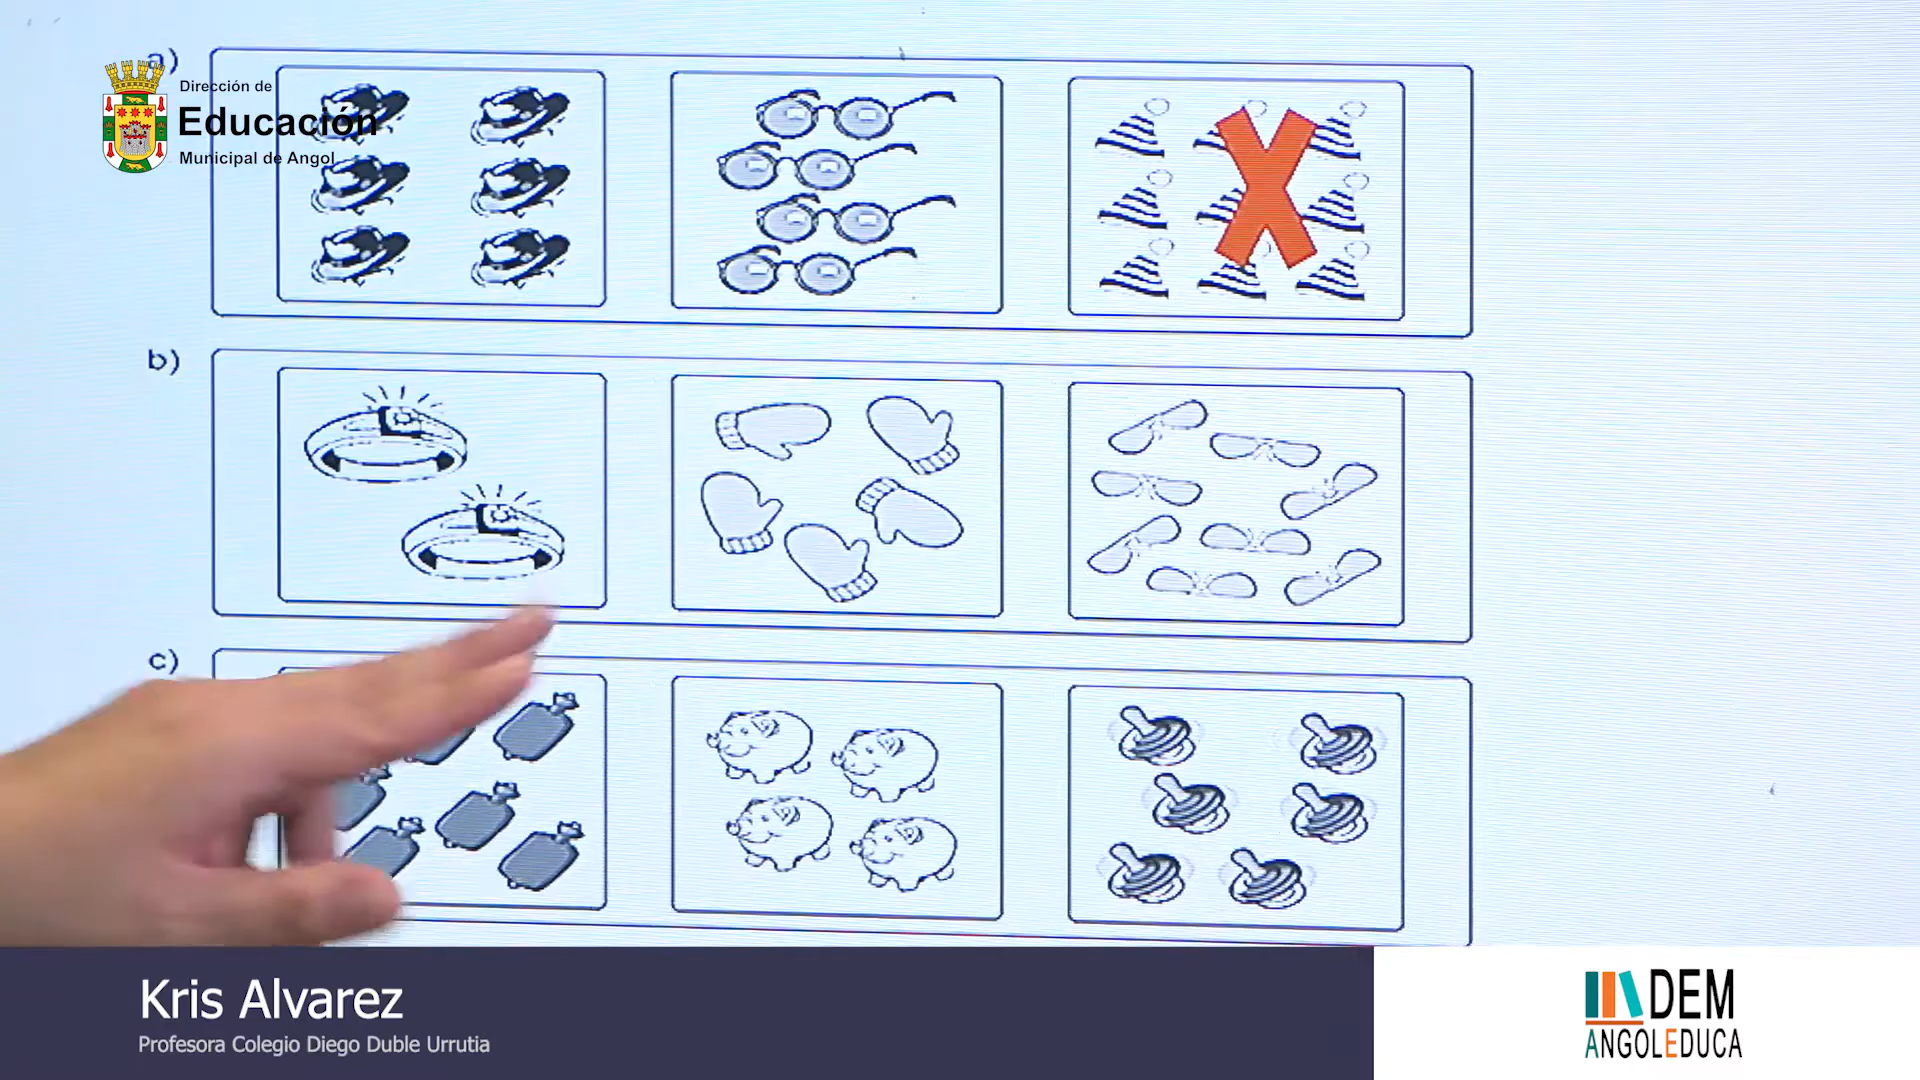 a)
Dirección de
Educación
Municipal de Angol
b)
c)
Kris Alvarez
Profesora Colegio Diego Duble Urrutia
DEM
ANGOLEDUCA